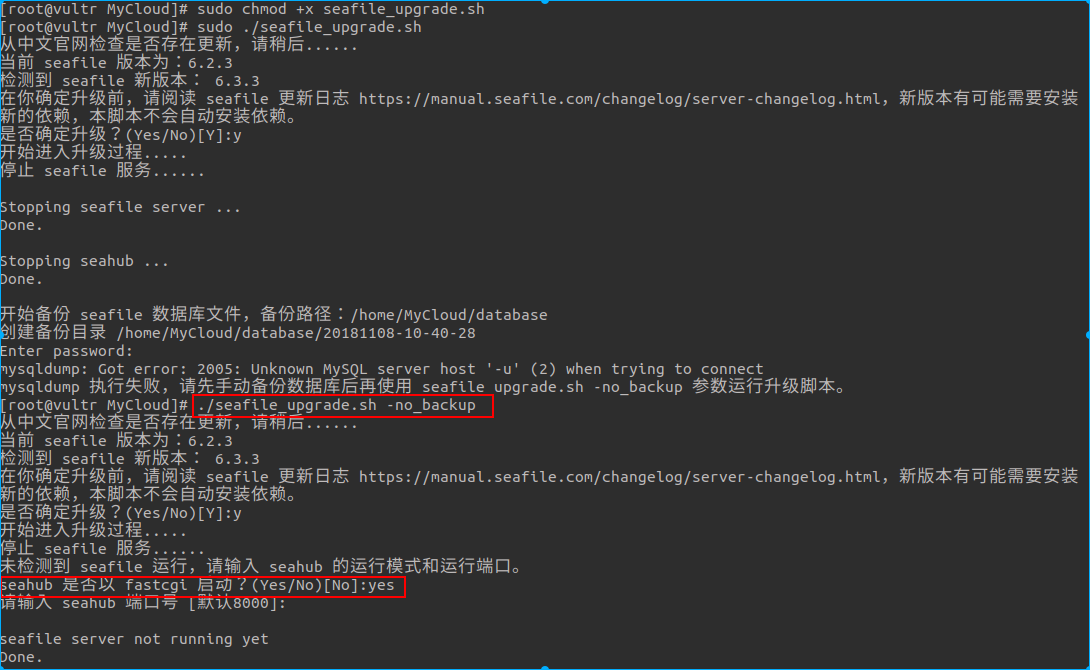 [root@vultr MyCloud]# sudo chmod +x seafile_upgrade.sh
[root@vultr MyCloud]# sudo ./seafile_upgrade.sh
从中文官网检查是否存在更新，请稍后......
当前 seafile 版本为：6.2.3
检测到 seafile 新版本： 6.3.3
在你确定升级前，请阅读 seafile 更新日志 https://manual.seafile.com/changelog/server-changelog.html，新版本有可能需要安装
新的依赖，本脚本不会自动安装依赖。
是否确定升级？(Yes/No)[Y]:y
开始进入升级过程.....
停止 seafile 服务......
Stopping seafile server ...
Done.
Stopping seahub ...
Done.
开始备份 seafile 数据库文件，备份路径：/home/MyCloud/database
创建备份目录 /home/MyCloud/database/20181108-10-40-28
Enter password:
mysqldump: Got error: 2005: Unknown MySQL server host '-u' (2) when trying to connect
mysqldump 执行失败，请先手动备份数据库后再使用 seafile_upgrade.sh -no_backup 参数运行升级脚本。
[root@vultr MyCloud]# ./seafile_upgrade.sh -no_backup
从中文官网检查是否存在更新，请稍后......
当前 seafile 版本为：6.2.3
检测到 seafile 新版本： 6.3.3
在你确定升级前，请阅读 seafile 更新日志 https://manual.seafile.com/changelog/server-changelog.html，新版本有可能需要安装
新的依赖，本脚本不会自动安装依赖。
是否确定升级？(Yes/No)[Y]:y
开始进入升级过程.....
停止 seafile 服务......
未检测到 seafile 运行，请输入 seahub 的运行模式和运行端口。
seahub 是否以 fastcgi 启动？(Yes/No)[No]:yes
请输入 seahub 端口号 [默认8000]:
seafile server not running yet
Done.